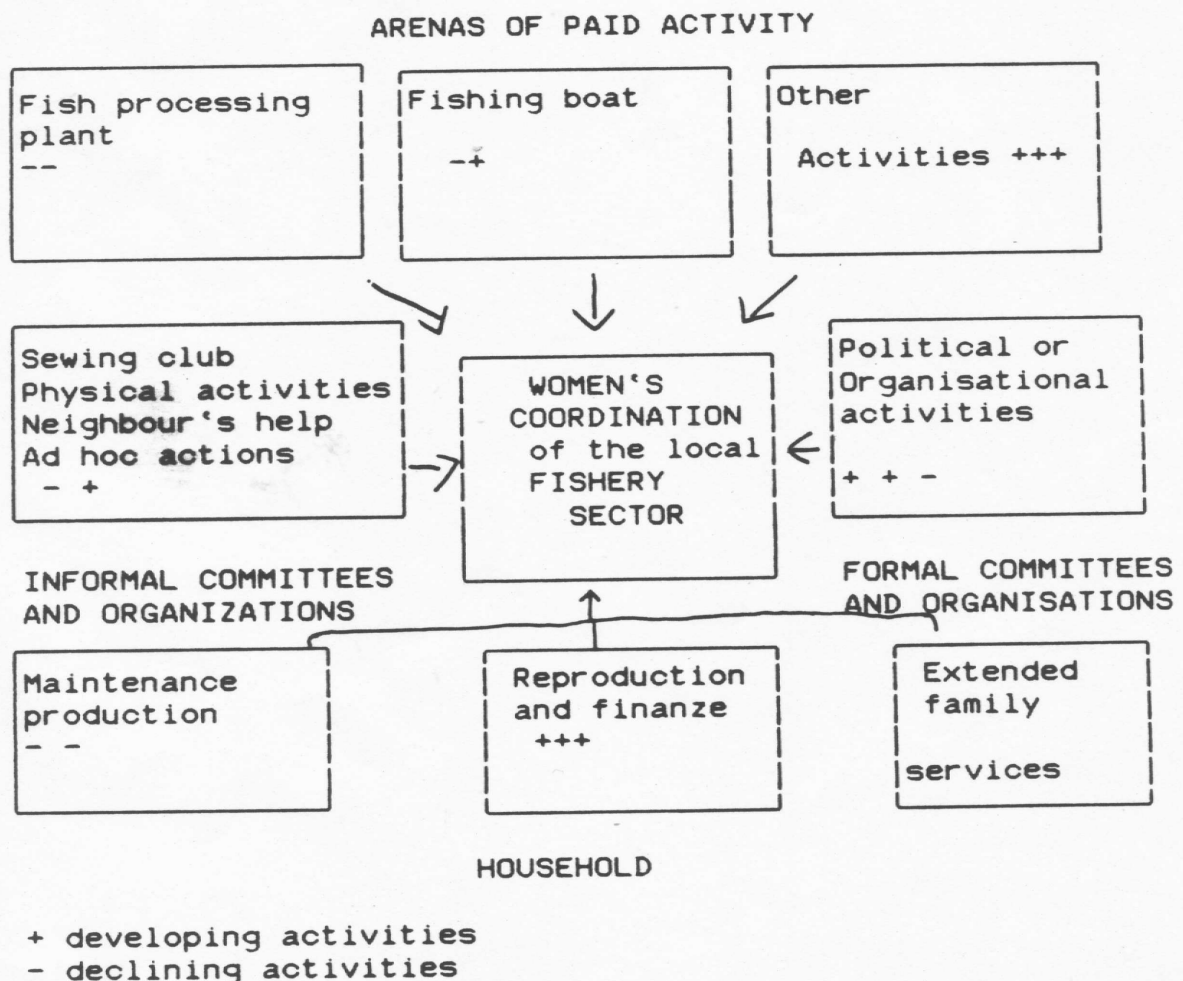 ARENAS OF PAID ACTIVITY
Fish processing
plant
--
Fishing boat
-+
Other
Activities +++
Sewing club
Physical activities
Neighbour's help
Ad hoc actions
- +
WOMEN'S
COORDINATION
of the local
FISHERY
SECTOR
Political or
Organisational
activities
+ + -
INFORMAL COMMITTEES
AND ORGANIZATIONS
FORMAL COMMITTEES
AND ORGANISATIONS
Maintenance
production
- -
Reproduction
and finanze
+++
Extended
family
services
HOUSEHOLD
+ developing activities
- declining activities